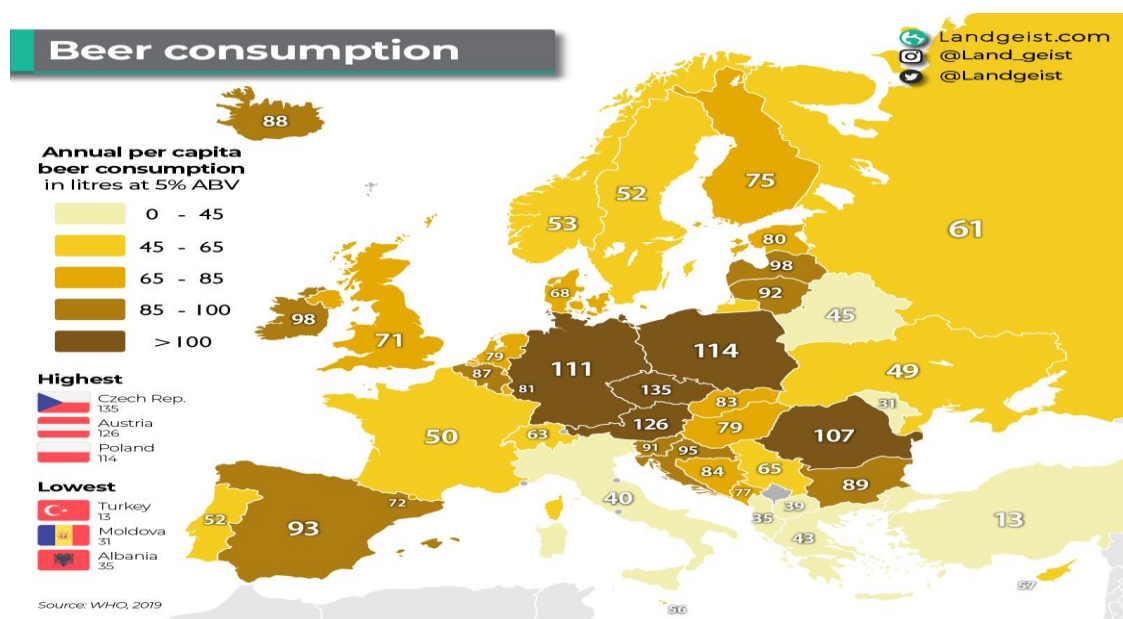 Beer consumption
Landgeist.com
@Land_geist
@Landgeist
88
Annual per capita
beer consumption
in litres at 5% ABV
0 - 45
45 - 65
65 - 85
85 - 100
>100
Highest
Czech Rep.
135
Austria
126
Poland
114
Lowest
Turkey
13
Moldova
31
Albania
35
Source: WHO, 2019
75
52
53
61
80
98
92
68
45
98
71
79
87
81
111
114
135
83
49
31
126
79
107
50
63
91
95
84
65
77
89
72
93
52
40
39
35
43
13
57
56